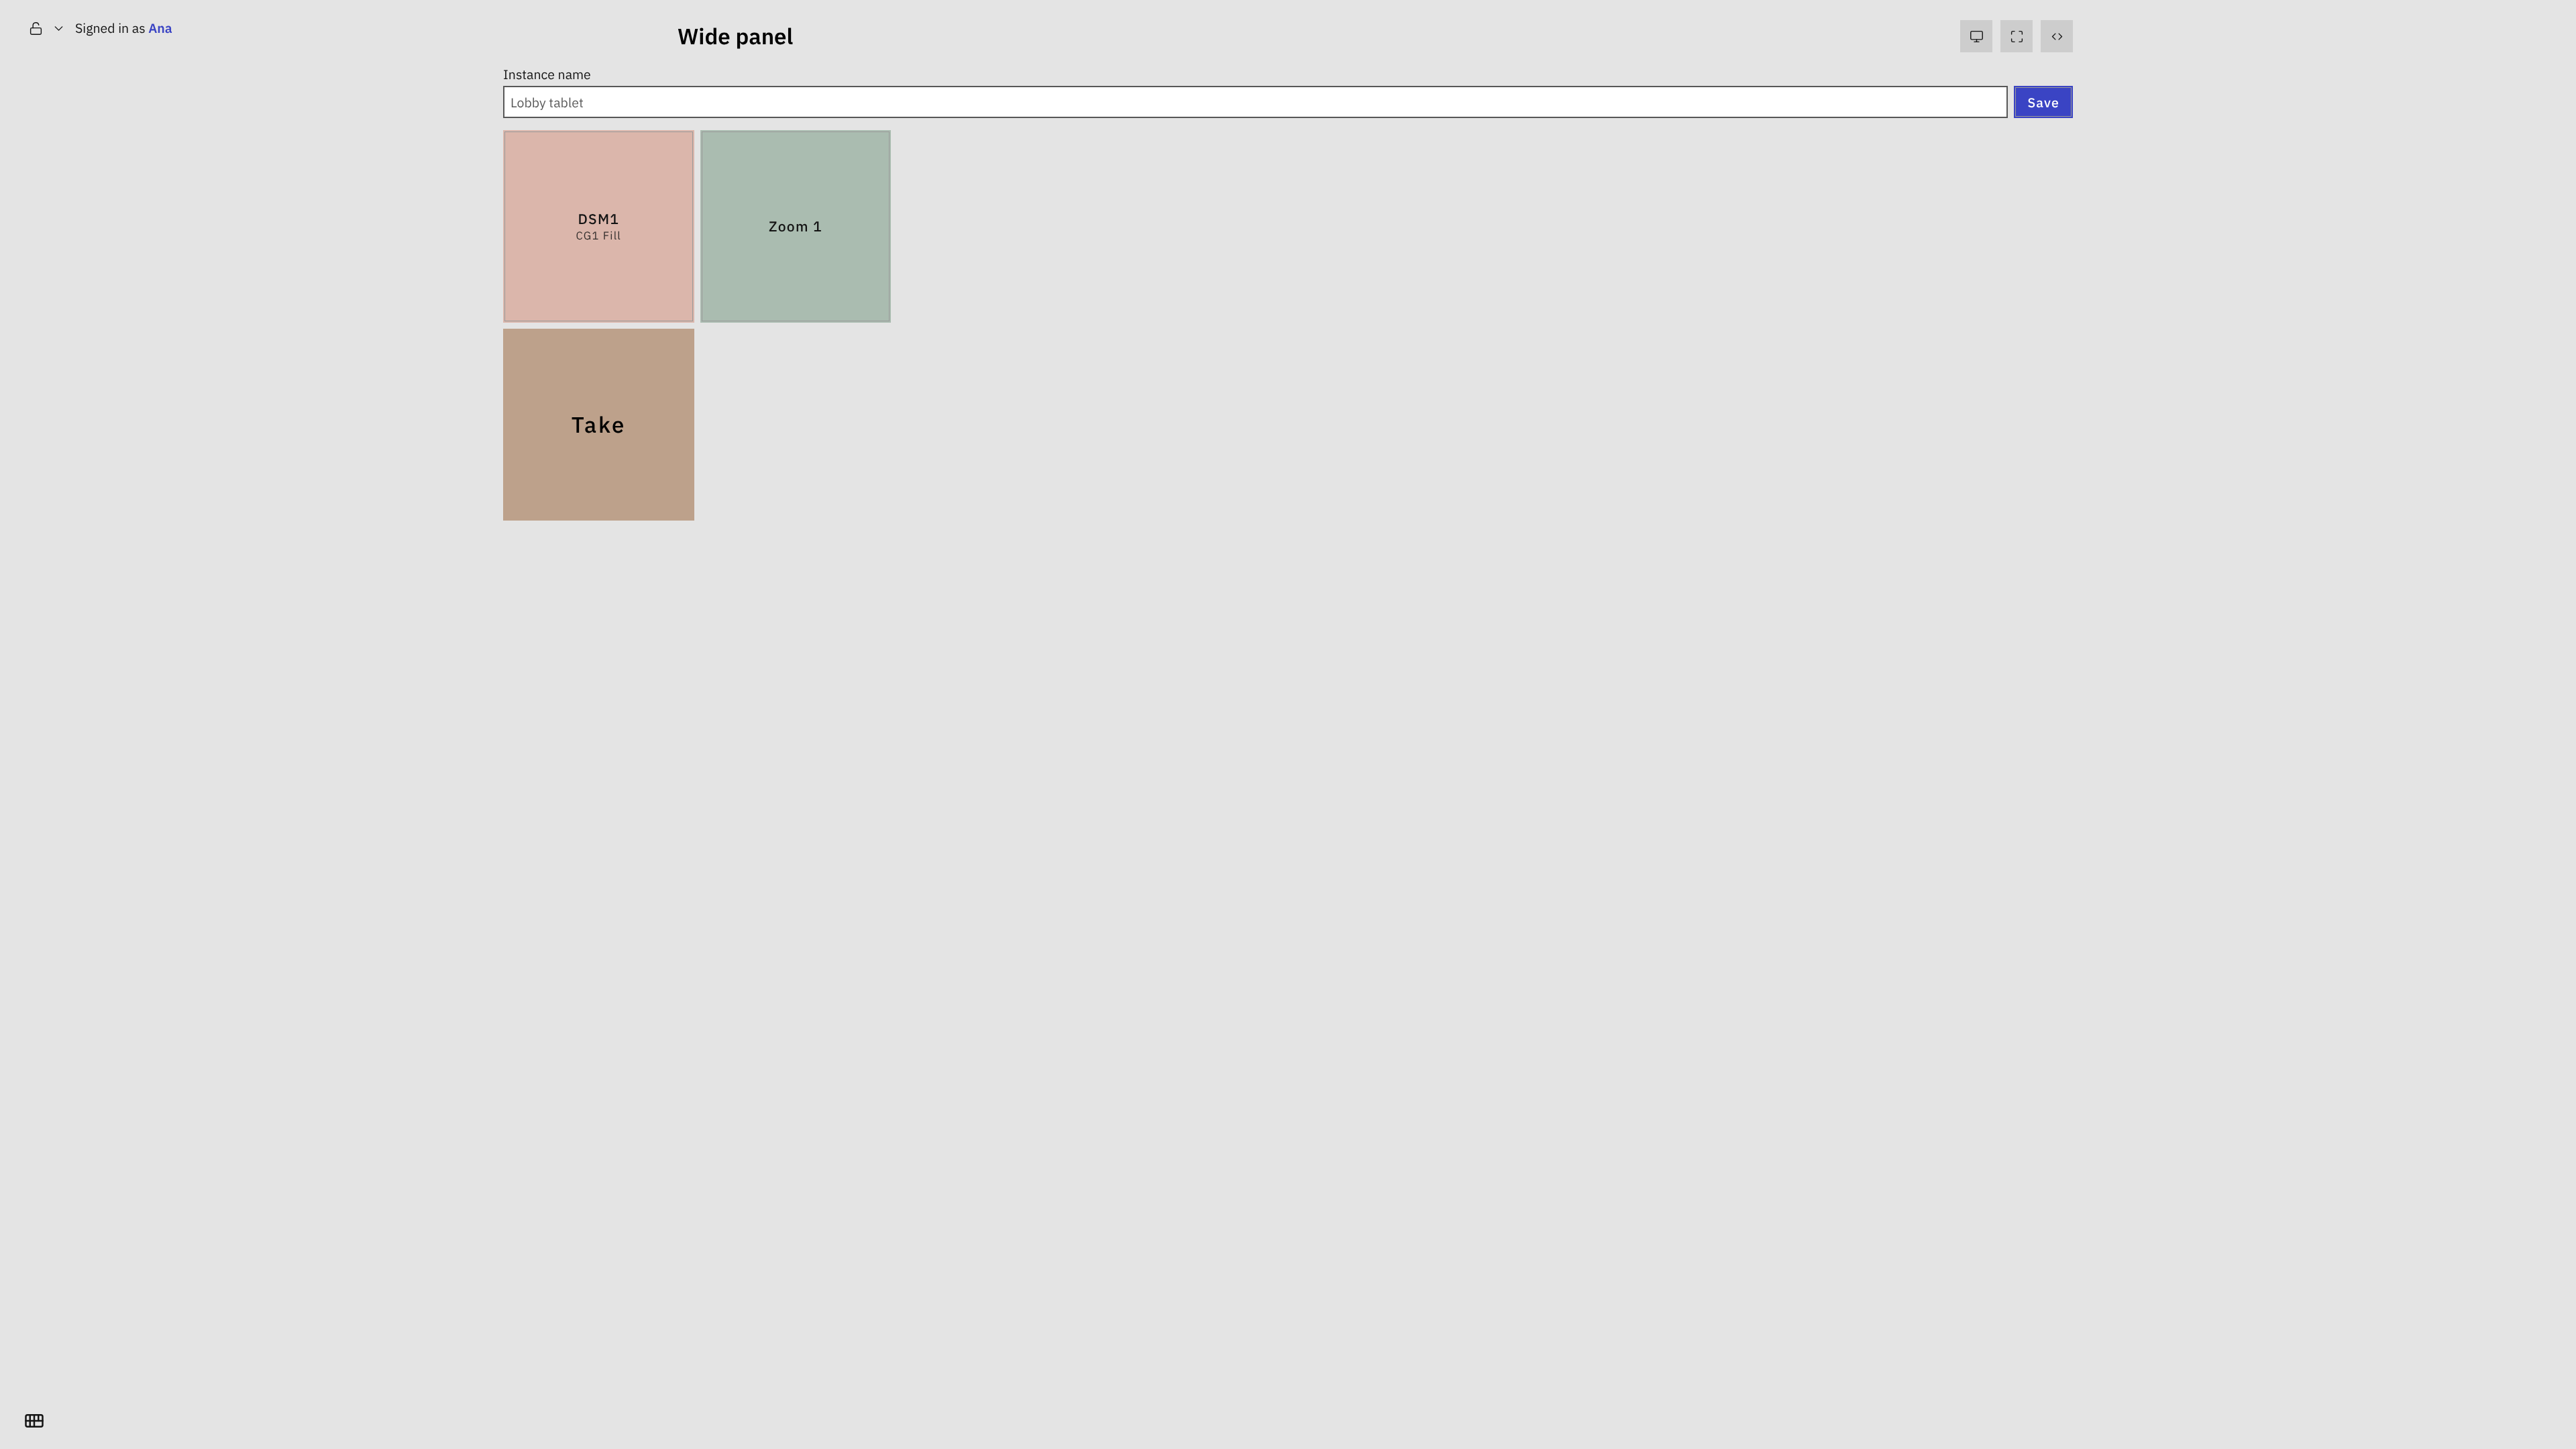 Signed in as Ana
Wide panel
Instance name
Lobby tablet
Save
DSM1
CG1 Fill
Zoom 1
Take